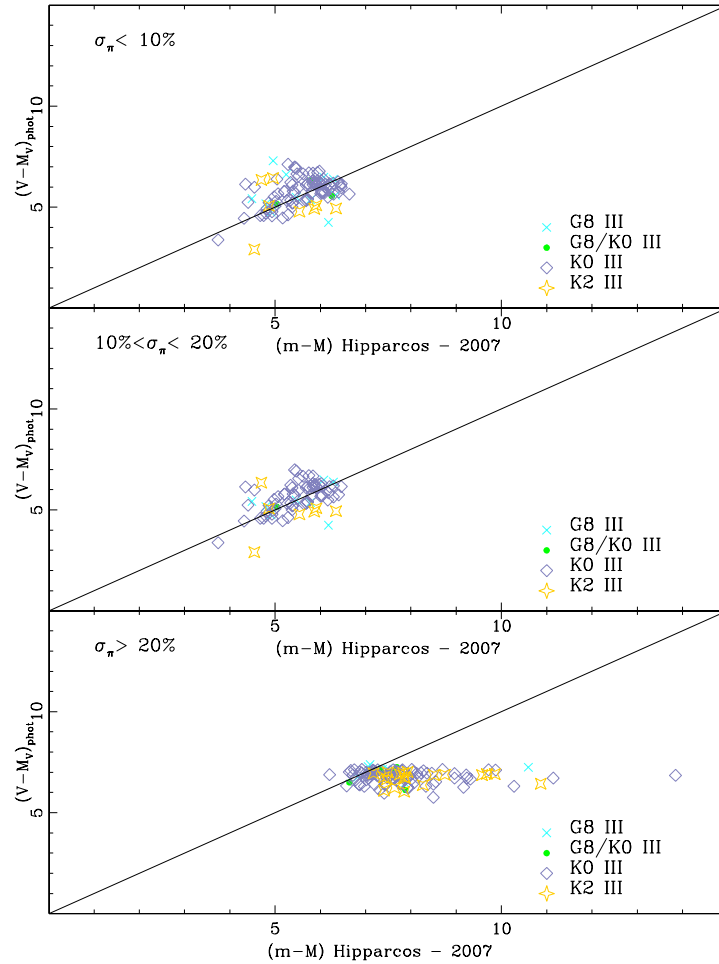 σπ< 10%
(V−MV)phot
10
5
G8 III
G8/K0 III
K0 III
K2 III
5
10
(m−M) Hipparcos − 2007
10%<σπ< 20%
(V−MV)phot
10
5
G8 III
G8/K0 III
K0 III
K2 III
5
10
(m−M) Hipparcos − 2007
σπ> 20%
(V−MV)phot
10
5
G8 III
G8/K0 III
K0 III
K2 III
5
10
(m−M) Hipparcos − 2007